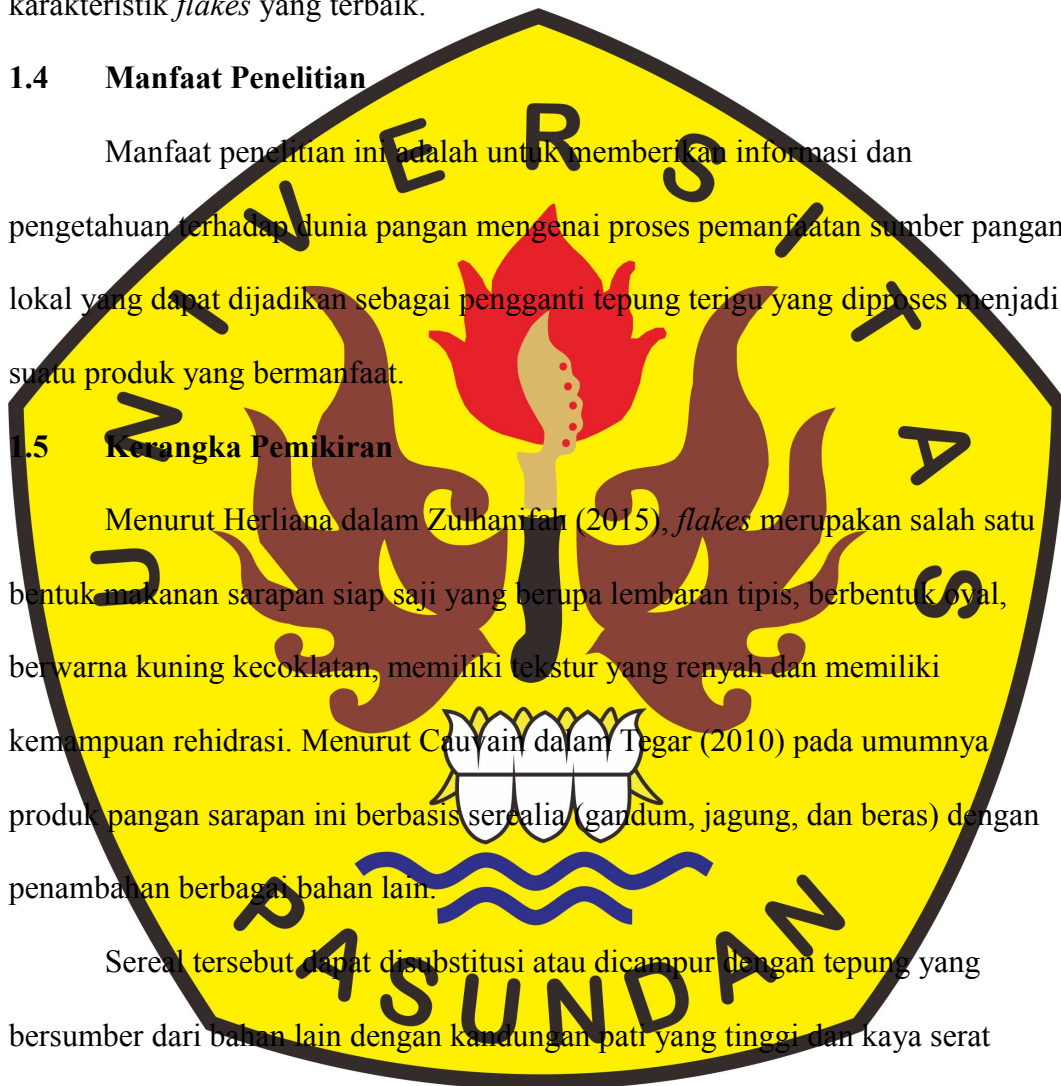 karakteristik flakes yang terbaik.
1.4 Manfaat Penelitian
Manfaat penelitian ini adalah untuk memberikan informasi dan
pengetahuan terhadap dunia pangan mengenai proses pemanfaatan sumber pangan
lokal yang dapat dijadikan sebagai pengganti tepung terigu yang diproses menjadi
suatu produk yang bermanfaat.
1.5 Kerangka Pemikiran
Menurut Herliana dalam Zulhanifah (2015), flakes merupakan salah satu
bentuk makanan sarapan siap saji yang berupa lembaran tipis, berbentuk oval,
berwarna kuning kecoklatan, memiliki tekstur yang renyah dan memiliki
kemampuan rehidrasi. Menurut Cauvain dalam Tegar (2010) pada umumnya
produk pangan sarapan ini berbasis serealia (gandum, jagung, dan beras) dengan
penambahan berbagai bahan lain.
Sereal tersebut dapat disubstitusi atau dicampur dengan tepung yang
bersumber dari bahan lain dengan kandungan pati yang tinggi dan kaya serat
UNIVERSITAS
PASUNDAN